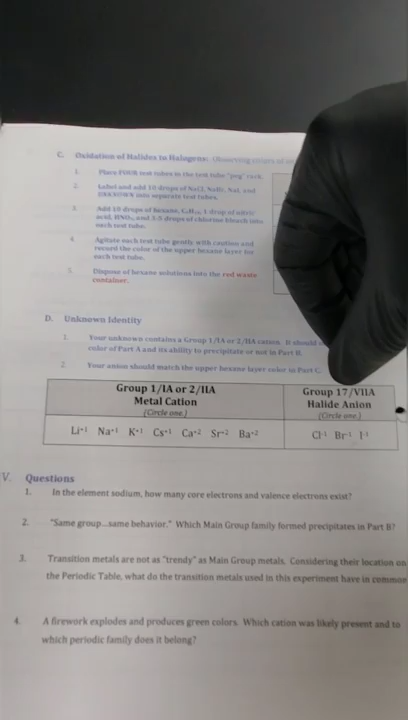 C. Oxidation of Halides to Halogens: Observing colors of
1. Place FOUR test tubes in the test tube "peg" rack.
2. Label and add 10 drops of NaCl, NaBr, NaI, and
UNKNOWN into separate test tubes.
3. Add 10 drops of hexane, C₆H₁₄, 1 drop of nitric
acid, HNO₃, and 3-5 drops of chlorine bleach into
each test tube.
4. Agitate each test tube gently with caution and
record the color of the upper hexane layer for
each test tube.
5. Dispose of hexane solutions into the red waste
container.
D. Unknown Identity
1. Your unknown contains a Group 1/IA or 2/IIA cation. It should
color of Part A and its ability to precipitate or not in Part B.
2. Your anion should match the upper hexane layer color in Part C.
Group 1/IA or 2/IIA
Metal Cation
(Circle one.)
Group 17/VIIA
Halide Anion
(Circle one.)
Li⁺¹ Na⁺¹ K⁺¹ Cs⁺¹ Ca⁺² Sr⁺² Ba⁺²
Cl⁻¹ Br⁻¹ I⁻¹
V. Questions
1. In the element sodium, how many core electrons and valence electrons exist?
2. "Same group...same behavior." Which Main Group family formed precipitates in Part B?
3. Transition metals are not as "trendy" as Main Group metals. Considering their location on
the Periodic Table, what do the transition metals used in this experiment have in common
4. A firework explodes and produces green colors. Which cation was likely present and to
which periodic family does it belong?